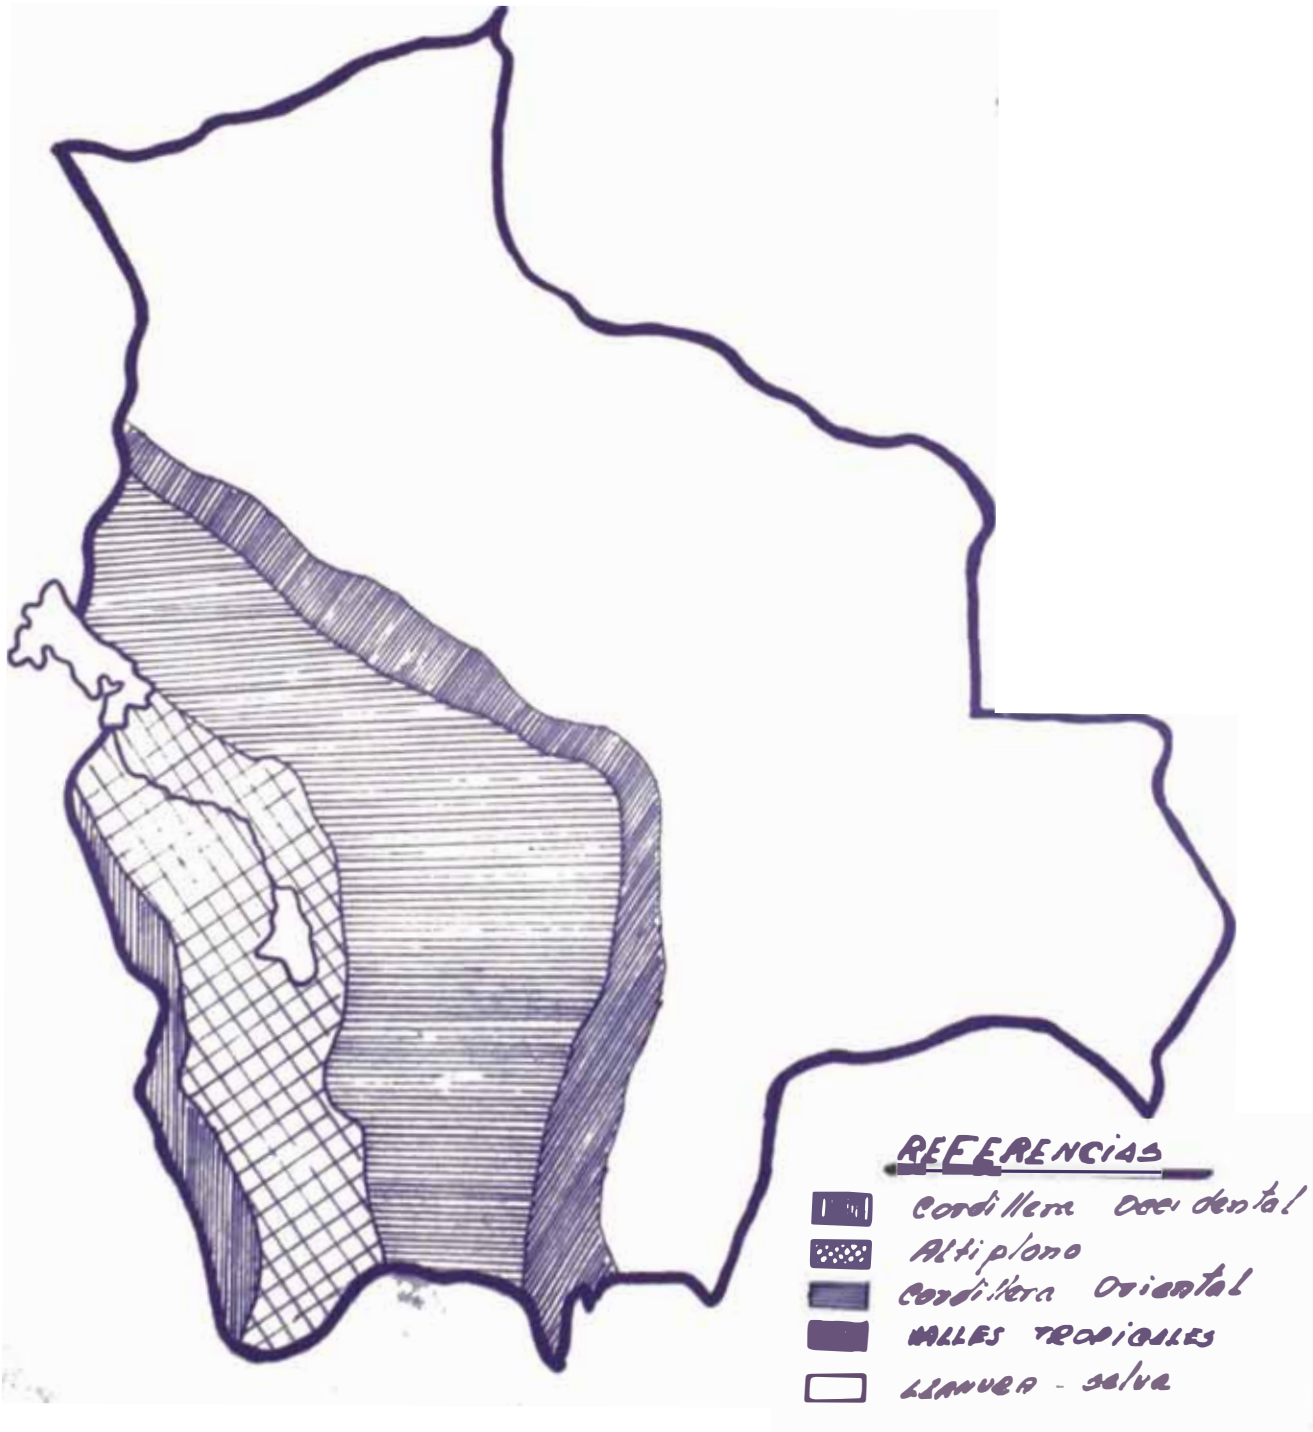 REFERENCiAS
Cordillera Occidental
Altiplano
Cordillera Oriental
VALLES TROPICALES
LLANURA - selva